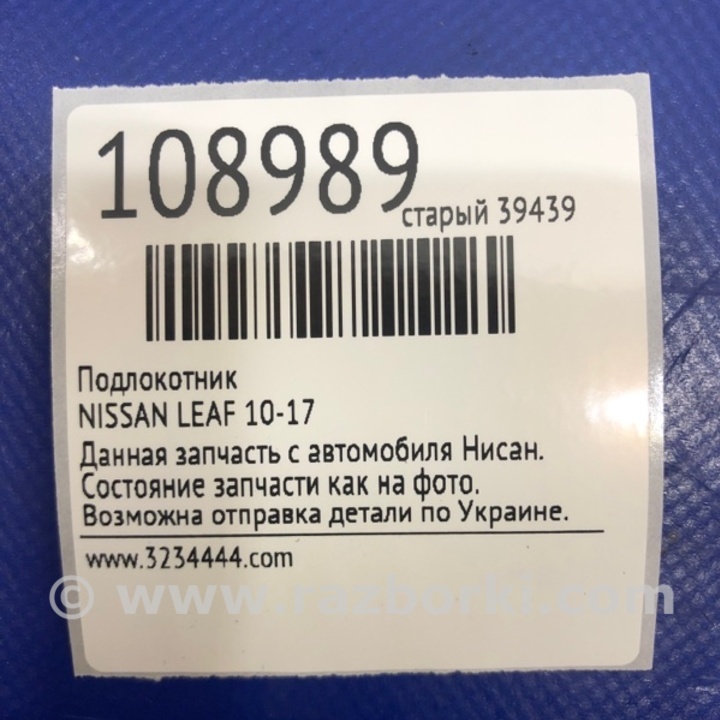 108989
старый 39439
Подлокотник
NISSAN LEAF 10-17
Данная запчасть с автомобиля Нисан.
Состояние запчасти как на фото.
Возможна отправка детали по Украине.
www.3234444.com
© www.razborki.com